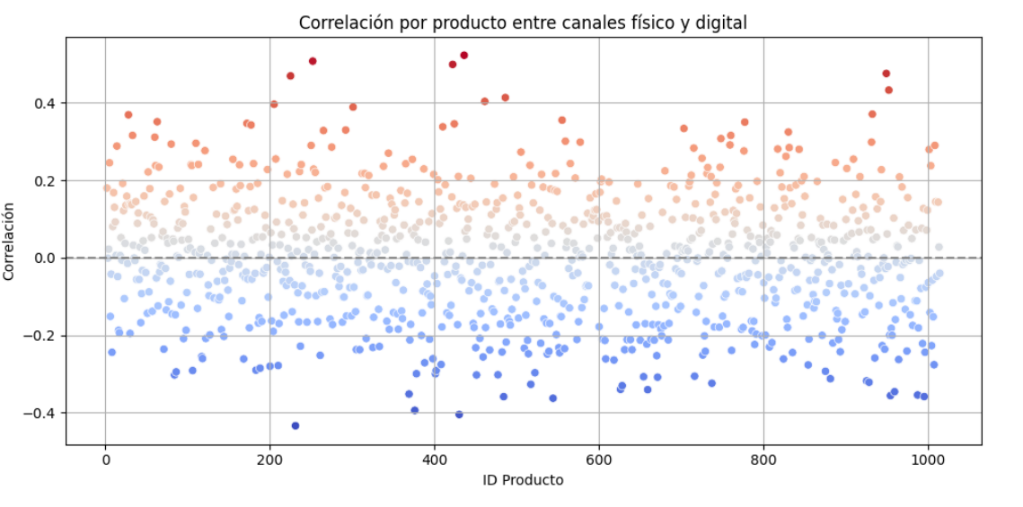 Correlación por producto entre canales físico y digital
Correlación
0.4
0.2
0.0
−0.2
−0.4
0 200 400 600 800 1000
ID Producto